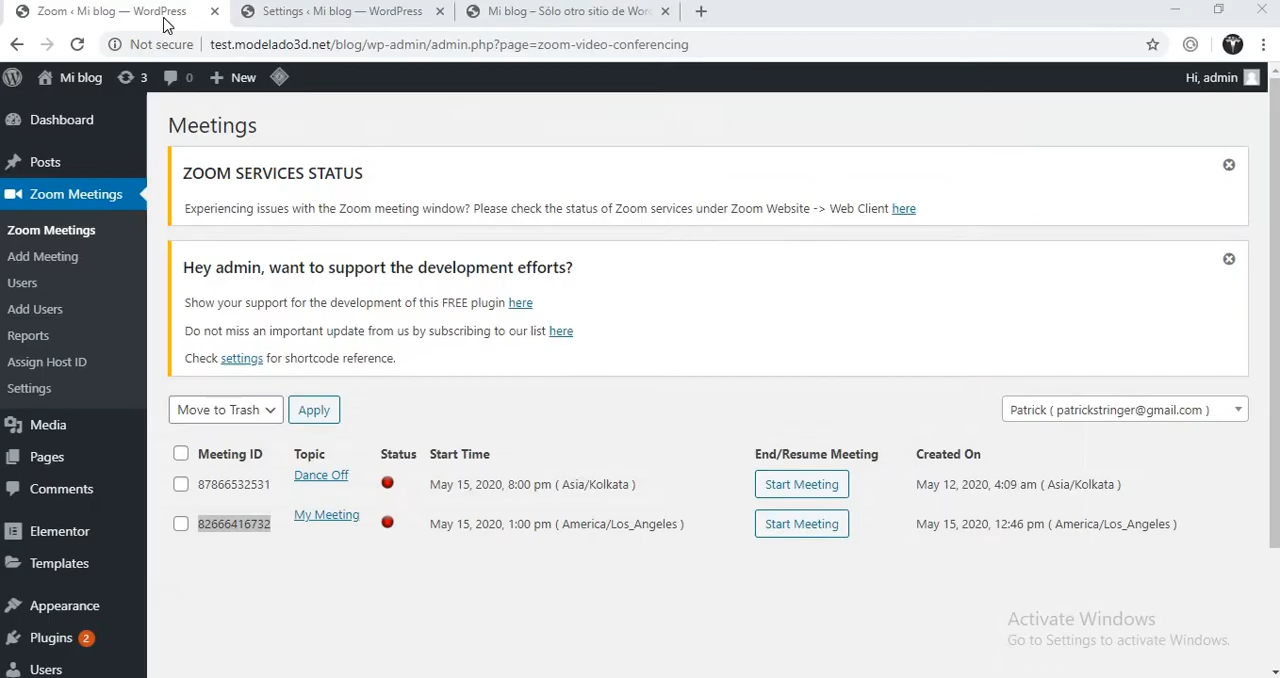 Zoom ‹ Mi blog — WordPress
Settings ‹ Mi blog — WordPress
Mi blog – Sólo otro sitio de Wor
Not secure
test.modelado3d.net/blog/wp-admin/admin.php?page=zoom-video-conferencing
Mi blog
3
0
New
Hi, admin
Dashboard
Posts
Zoom Meetings
Zoom Meetings
Add Meeting
Users
Add Users
Reports
Assign Host ID
Settings
Media
Pages
Comments
Elementor
Templates
Appearance
Plugins 2
Users
Meetings
ZOOM SERVICES STATUS
Experiencing issues with the Zoom meeting window? Please check the status of Zoom services under Zoom Website -> Web Client here
Hey admin, want to support the development efforts?
Show your support for the development of this FREE plugin here
Do not miss an important update from us by subscribing to our list here
Check settings for shortcode reference.
Move to Trash
Apply
Patrick ( patrickstringer@gmail.com )
Meeting ID Topic Status Start Time End/Resume Meeting Created On
87866532531 Dance Off May 15, 2020, 8:00 pm ( Asia/Kolkata ) Start Meeting May 12, 2020, 4:09 am ( Asia/Kolkata )
82666416732 My Meeting May 15, 2020, 1:00 pm ( America/Los_Angeles ) Start Meeting May 15, 2020, 12:46 pm ( America/Los_Angeles )
Activate Windows
Go to Settings to activate Windows.